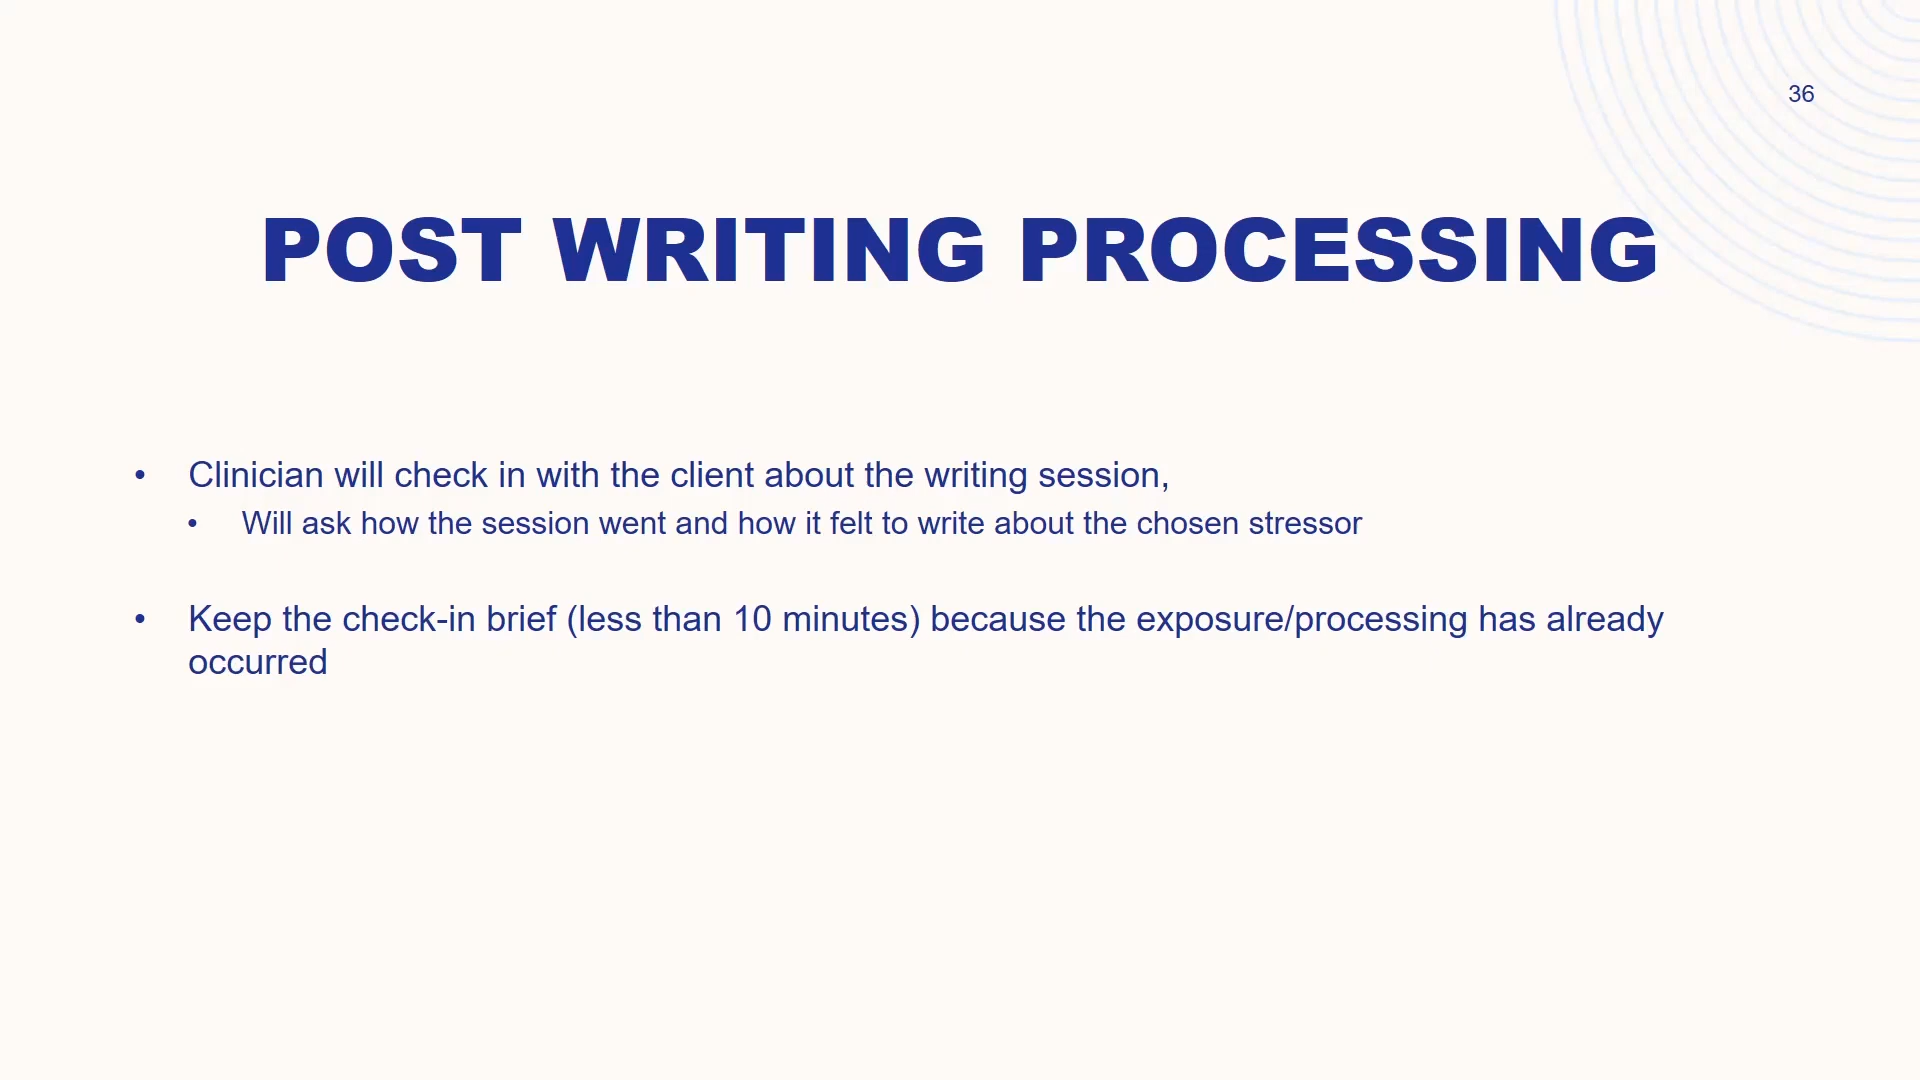 36
POST WRITING PROCESSING
• Clinician will check in with the client about the writing session,
• Will ask how the session went and how it felt to write about the chosen stressor
• Keep the check-in brief (less than 10 minutes) because the exposure/processing has already
occurred